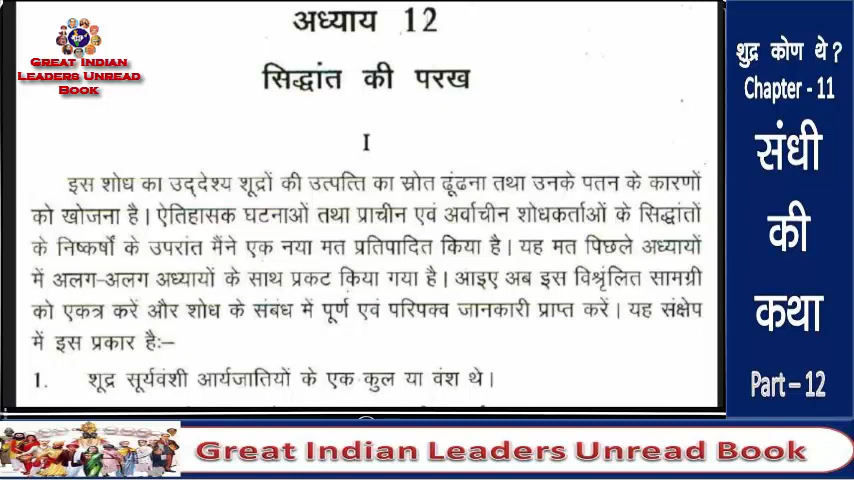 GREAT INDIAN
LEADERS UNREAD
BOOK
अध्याय 12
सिद्धांत की परख
I
इस शोध का उद्देश्य शूद्रों की उत्पत्ति का स्रोत ढूंढना तथा उनके पतन के कारणों
को खोजना है। ऐतिहासक घटनाओं तथा प्राचीन एवं अर्वाचीन शोधकर्ताओं के सिद्धांतों
के निष्कर्षों के उपरांत मैंने एक नया मत प्रतिपादित किया है। यह मत पिछले अध्यायों
में अलग-अलग अध्यायों के साथ प्रकट किया गया है। आइए अब इस विश्रृंलित सामग्री
को एकत्र करें और शोध के संबंध में पूर्ण एवं परिपक्व जानकारी प्राप्त करें। यह संक्षेप
में इस प्रकार है:–
1. शूद्र सूर्यवंशी आर्यजातियों के एक कुल या वंश थे।
शुद्र कोण थे ?
Chapter - 11
संधी
की
कथा
Part – 12
Great Indian Leaders Unread Book